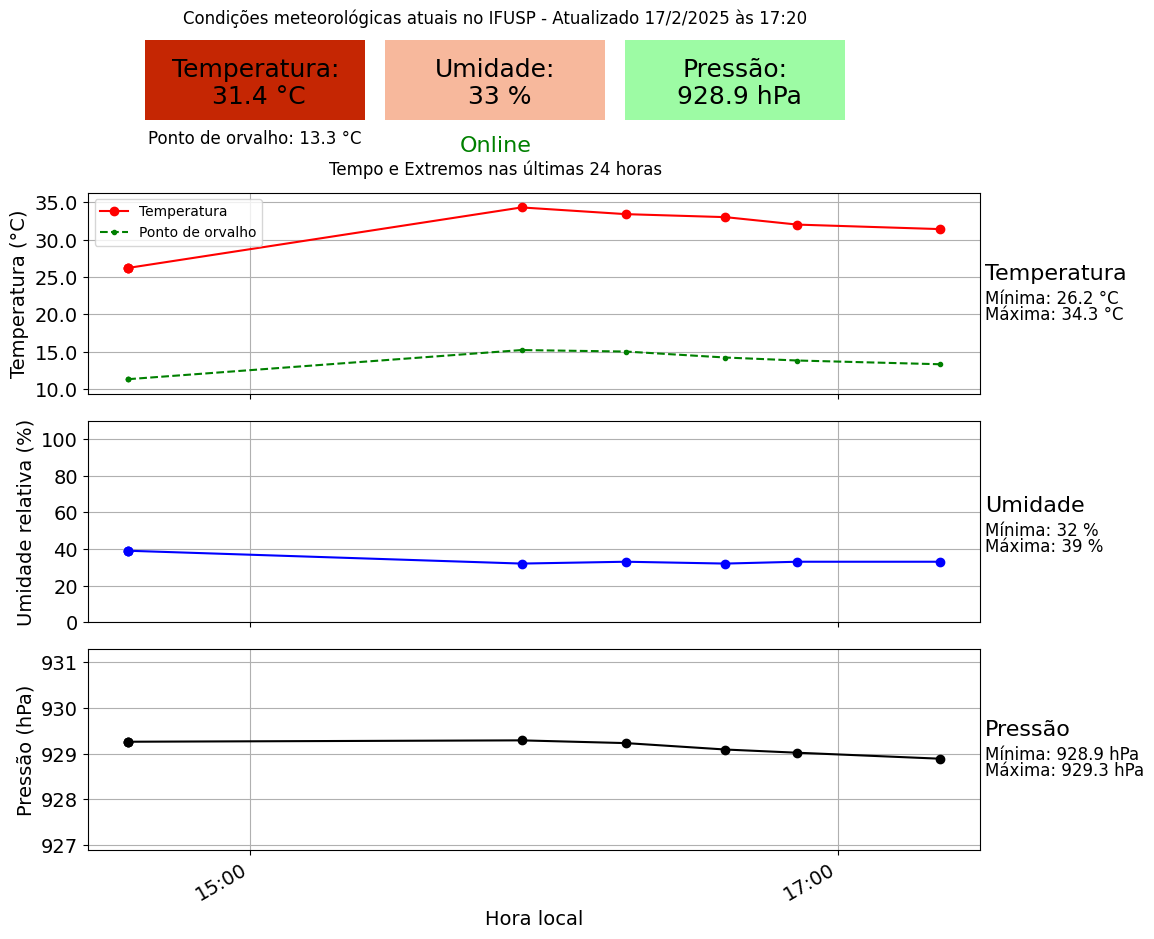 Condições meteorológicas atuais no IFUSP - Atualizado 17/2/2025 às 17:20
Temperatura:
31.4 °C
Umidade:
33 %
Pressão:
928.9 hPa
Ponto de orvalho: 13.3 °C
Online
Tempo e Extremos nas últimas 24 horas
Temperatura
Ponto de orvalho
Temperatura (°C)
35.0
30.0
25.0
20.0
15.0
10.0
Temperatura
Mínima: 26.2 °C
Máxima: 34.3 °C
Umidade relativa (%)
100
80
60
40
20
0
Umidade
Mínima: 32 %
Máxima: 39 %
Pressão (hPa)
931
930
929
928
927
Pressão
Mínima: 928.9 hPa
Máxima: 929.3 hPa
15:00
17:00
Hora local